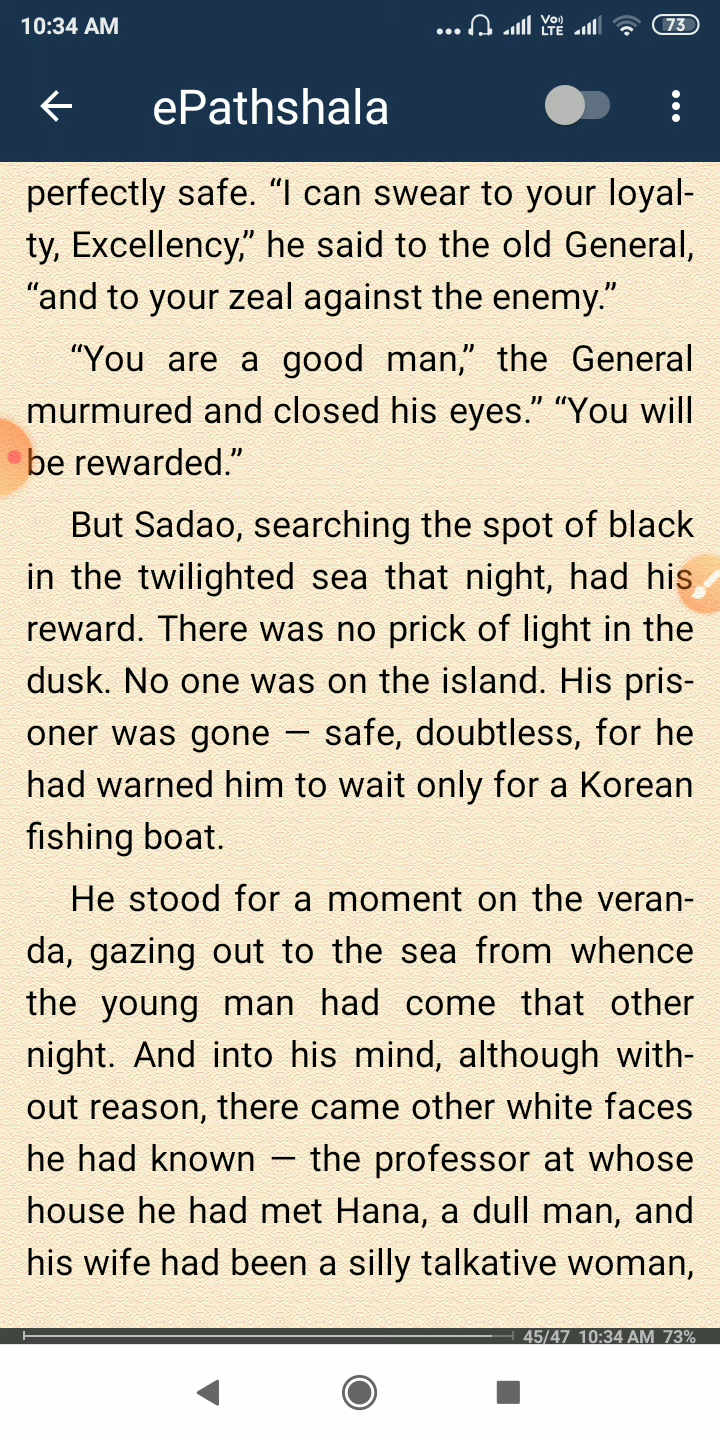 10:34 AM
Vo))
LTE
73
ePathshala
perfectly safe. “I can swear to your loyal-
ty, Excellency,” he said to the old General,
“and to your zeal against the enemy.”
“You are a good man,” the General
murmured and closed his eyes.” “You will
be rewarded.”
But Sadao, searching the spot of black
in the twilighted sea that night, had his
reward. There was no prick of light in the
dusk. No one was on the island. His pris-
oner was gone — safe, doubtless, for he
had warned him to wait only for a Korean
fishing boat.
He stood for a moment on the veran-
da, gazing out to the sea from whence
the young man had come that other
night. And into his mind, although with-
out reason, there came other white faces
he had known — the professor at whose
house he had met Hana, a dull man, and
his wife had been a silly talkative woman,
45/47 10:34 AM 73%